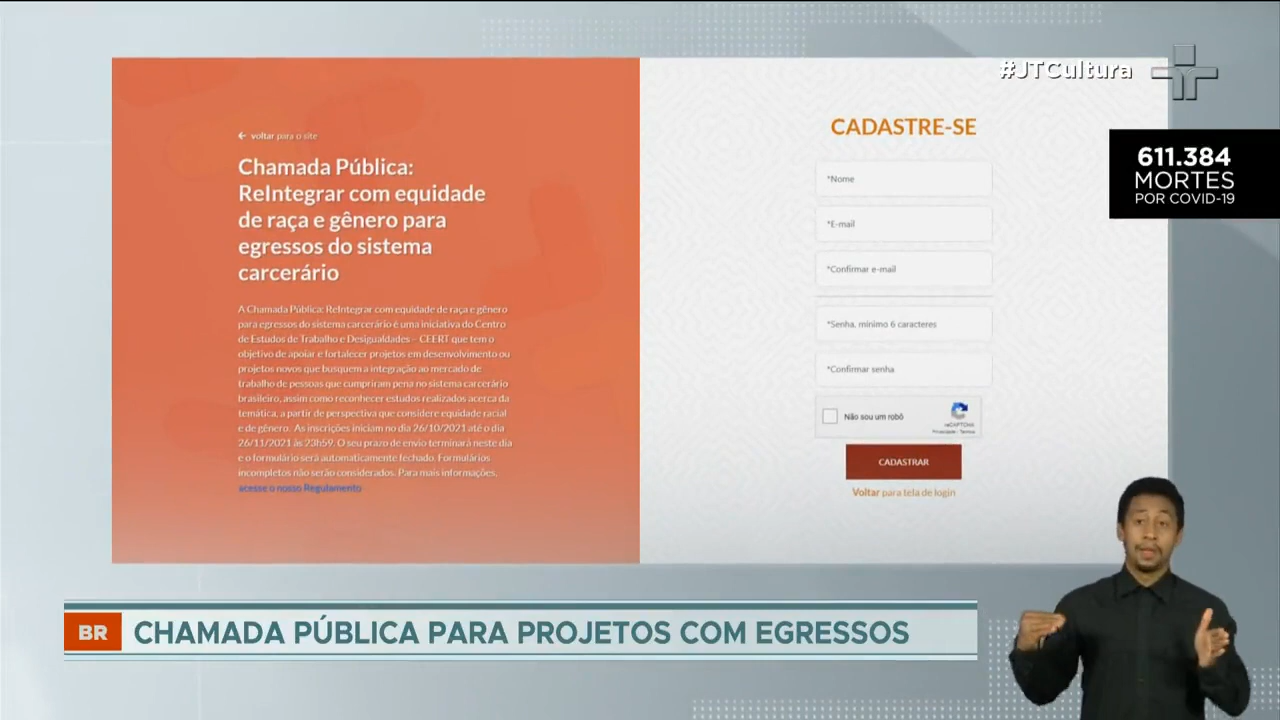 #JTCultura
611.384
MORTES
POR COVID-19
voltar para o site
Chamada Pública:
ReIntegrar com equidade
de raça e gênero para
egressos do sistema
carcerário
A Chamada Pública: ReIntegrar com equidade de raça e gênero
para egressos do sistema carcerário é uma iniciativa do Centro
de Estudos de Trabalho e Desigualdades – CEERT que tem o
objetivo de apoiar e fortalecer projetos em desenvolvimento ou
projetos novos que busquem a integração ao mercado de
trabalho de pessoas que cumpriram pena no sistema carcerário
brasileiro, assim como reconhecer estudos realizados acerca da
temática, a partir de perspectiva que considere equidade racial
e de gênero. As inscrições iniciam no dia 26/10/2021 até o dia
26/11/2021 às 23h59. O seu prazo de envio terminará neste dia
e o formulário será automaticamente fechado. Formulários
incompletos não serão considerados. Para mais informações,
acesse o nosso Regulamento
CADASTRE-SE
*Nome
*E-mail
*Confirmar e-mail
*Senha, mínimo 6 caracteres
*Confirmar senha
Não sou um robô
reCAPTCHA
Privacidade - Termos
CADASTRAR
Voltar para tela de login
BR CHAMADA PÚBLICA PARA PROJETOS COM EGRESSOS